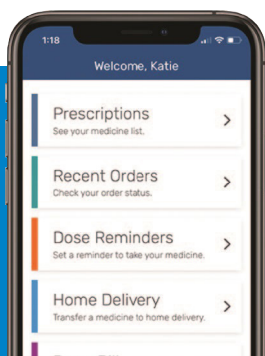 1:18
Welcome, Katie
Prescriptions
See your medicine list.
Recent Orders
Check your order status.
Dose Reminders
Set a reminder to take your medicine.
Home Delivery
Transfer a medicine to home delivery.